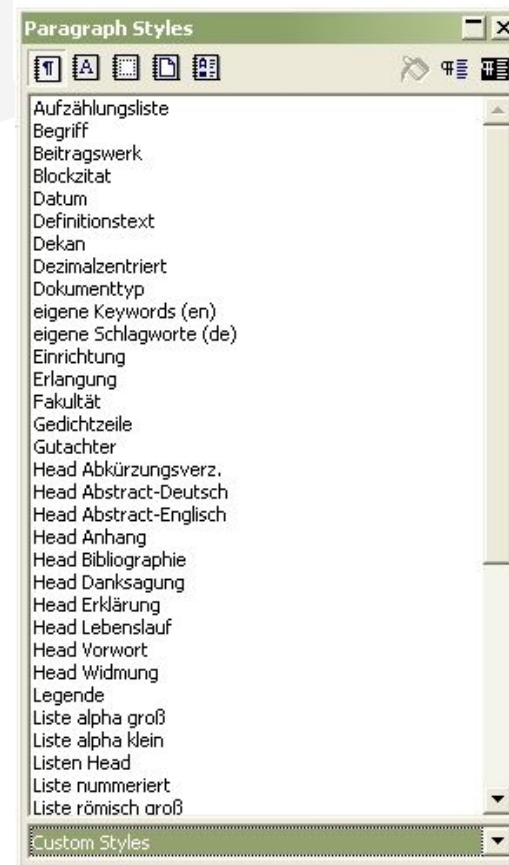 Paragraph Styles
Aufzählungsliste
Begriff
Beitragswerk
Blockzitat
Datum
Definitionstext
Dekan
Dezimalzentriert
Dokumenttyp
eigene Keywords (en)
eigene Schlagworte (de)
Einrichtung
Erlangung
Fakultät
Gedichtzeile
Gutachter
Head Abkürzungsverz.
Head Abstract-Deutsch
Head Abstract-Englisch
Head Anhang
Head Bibliographie
Head Danksagung
Head Erklärung
Head Lebenslauf
Head Vorwort
Head Widmung
Legende
Liste alpha groß
Liste alpha klein
Listen Head
Liste nummeriert
Liste römisch groß
Custom Styles